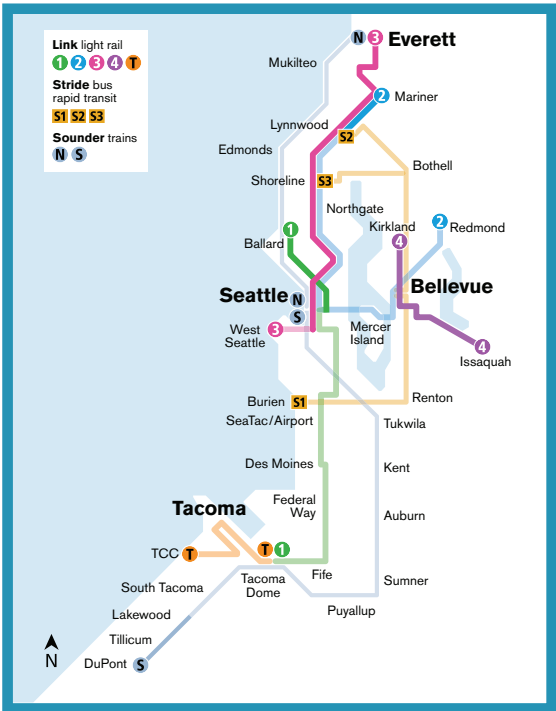 Link light rail
1 2 3 4 T
Stride bus
rapid transit
S1 S2 S3
Sounder trains
N S
N 3 Everett
Mukilteo
2 Mariner
Lynnwood
S2
Edmonds
Bothell
Shoreline S3
Northgate
Kirkland
4
2 Redmond
1
Ballard
Bellevue
Seattle N
S
West
Seattle
3
Mercer
Island
4
Issaquah
Burien S1
Renton
SeaTac/Airport
Tukwila
Des Moines
Kent
Federal
Way
Tacoma
Auburn
TCC T
T 1
Tacoma
Dome
Fife
South Tacoma
Sumner
Puyallup
Lakewood
Tillicum
DuPont S
N